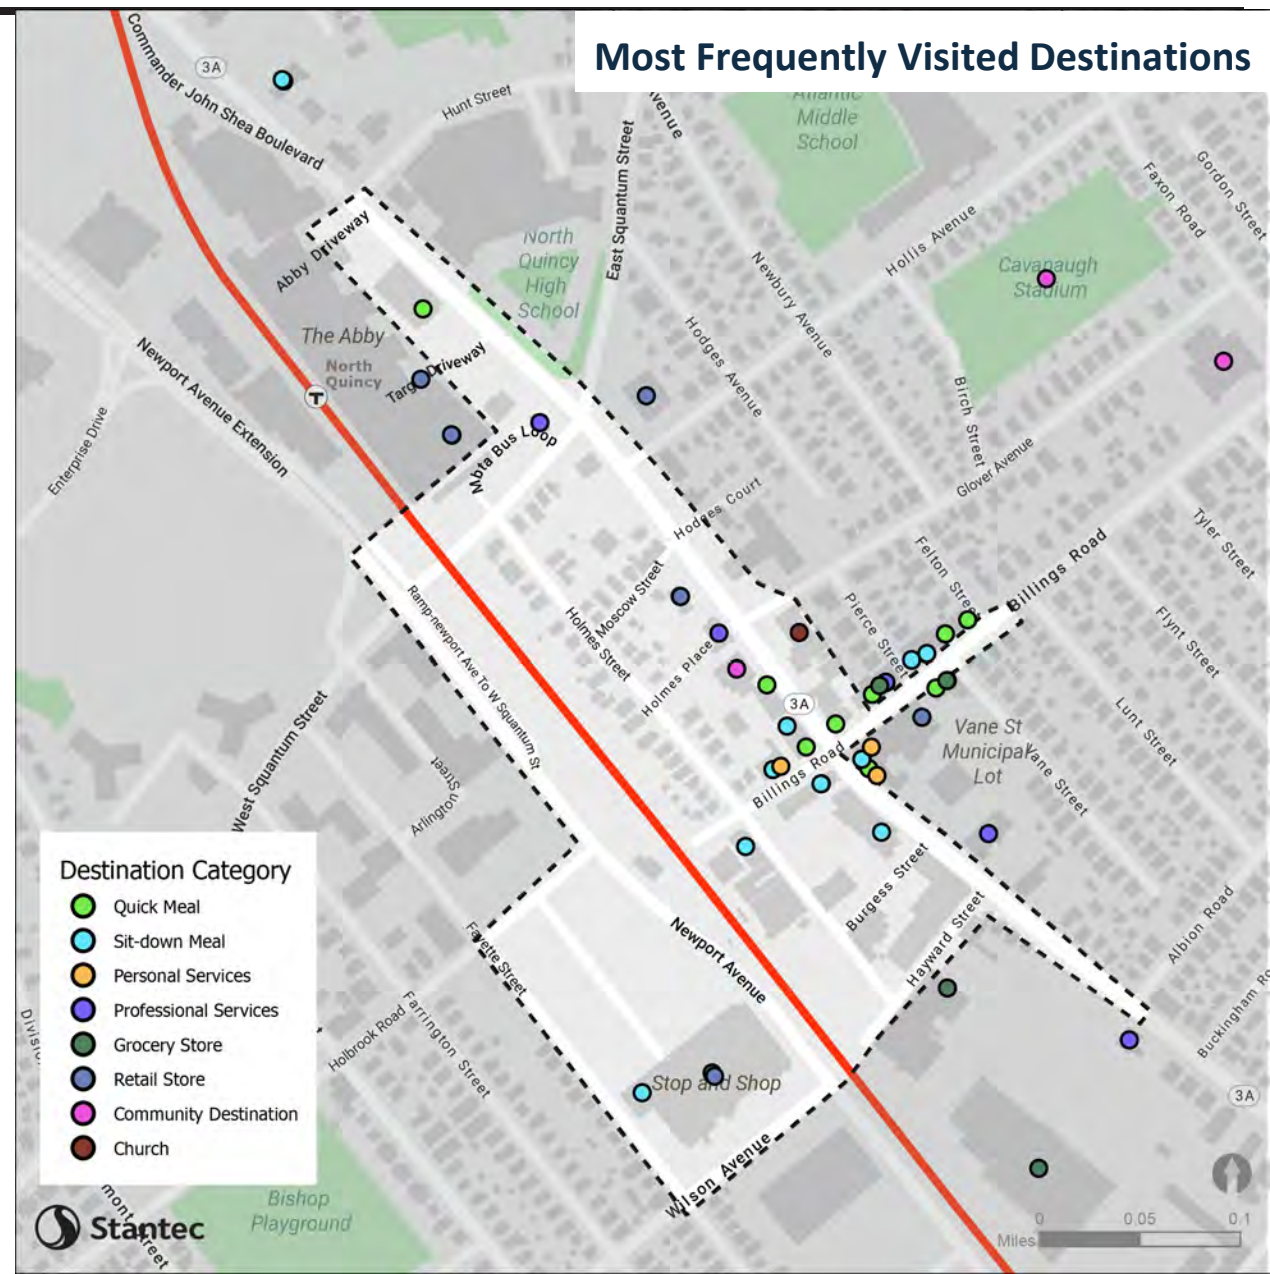 Most Frequently Visited Destinations
Commander John Shea Boulevard
3A
Hunt Street
East Squantum Street
Avenue
Atlantic
Middle
School
Gordon Street
Faxon Road
Hollis Avenue
Cavanaugh
Stadium
Newbury Avenue
Hodges Avenue
Birch Street
Glover Avenue
North
Quincy
High
School
Abby Driveway
The Abby
North
Quincy
T
Target Driveway
Mbta Bus Loop
Newport Avenue Extension
Enterprise Drive
Hodges Court
Tyler Street
Billings Road
Felton Street
Pierce Street
Flynt Street
Moscow Street
Holmes Street
Holmes Place
Ramp-newport Ave To W Squantum St
West Squantum Street
Arlington Street
3A
Billings Road
Vane St
Municipal
Lot
Vane Street
Lunt Street
Albion Road
Buckingham Ro
Burgess Street
Hayward Street
Newport Avenue
Fayette Street
Farrington Street
Holbrook Road
Stop and Shop
Wilson Avenue
3A
Destination Category
Quick Meal
Sit-down Meal
Personal Services
Professional Services
Grocery Store
Retail Store
Community Destination
Church
Divisio
mont Street
Bishop
Playground
Stantec
0 0.05 0.1
Miles